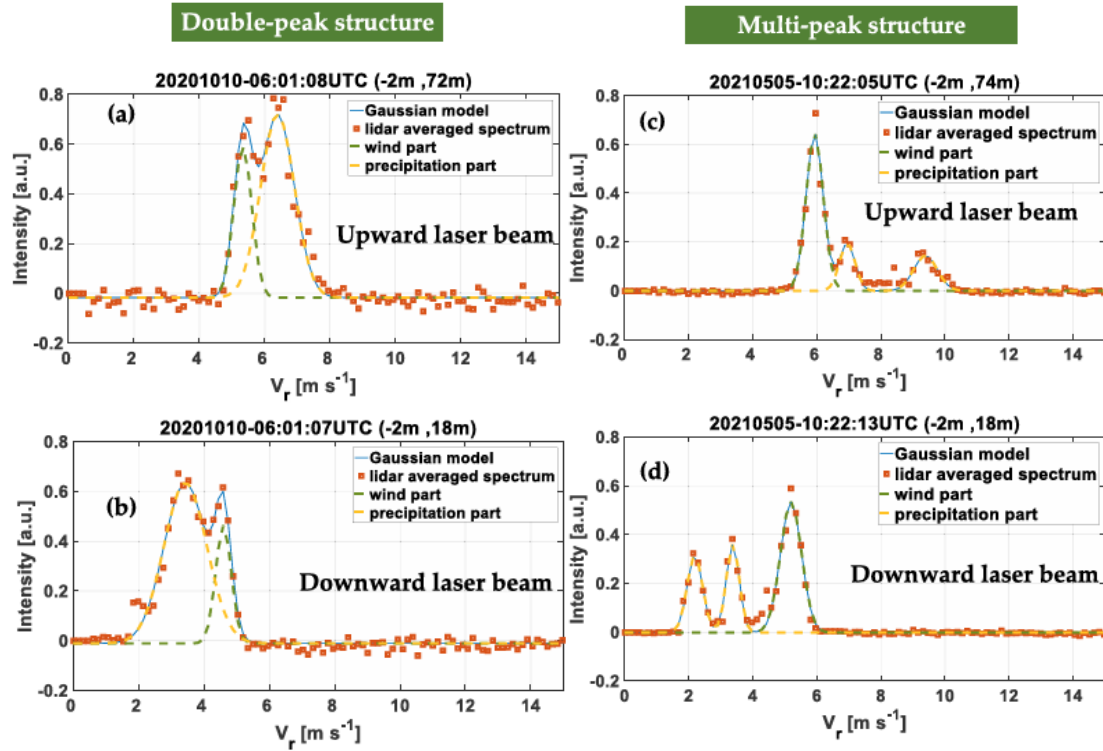 Double-peak structure
Multi-peak structure
20201010-06:01:08UTC (-2m ,72m)
(a)
Gaussian model
lidar averaged spectrum
wind part
precipitation part
Upward laser beam
Intensity [a.u.]
0.8
0.6
0.4
0.2
0
-0.2
0 2 4 6 8 10 12 14
V_r [m s^-1]
20210505-10:22:05UTC (-2m ,74m)
(c)
Gaussian model
lidar averaged spectrum
wind part
precipitation part
Upward laser beam
Intensity [a.u.]
0.8
0.6
0.4
0.2
0
-0.2
0 2 4 6 8 10 12 14
V_r [m s^-1]
20201010-06:01:07UTC (-2m ,18m)
(b)
Gaussian model
lidar averaged spectrum
wind part
precipitation part
Downward laser beam
Intensity [a.u.]
0.8
0.6
0.4
0.2
0
-0.2
0 2 4 6 8 10 12 14
V_r [m s^-1]
20210505-10:22:13UTC (-2m ,18m)
(d)
Gaussian model
lidar averaged spectrum
wind part
precipitation part
Downward laser beam
Intensity [a.u.]
0.8
0.6
0.4
0.2
0
-0.2
0 2 4 6 8 10 12 14
V_r [m s^-1]